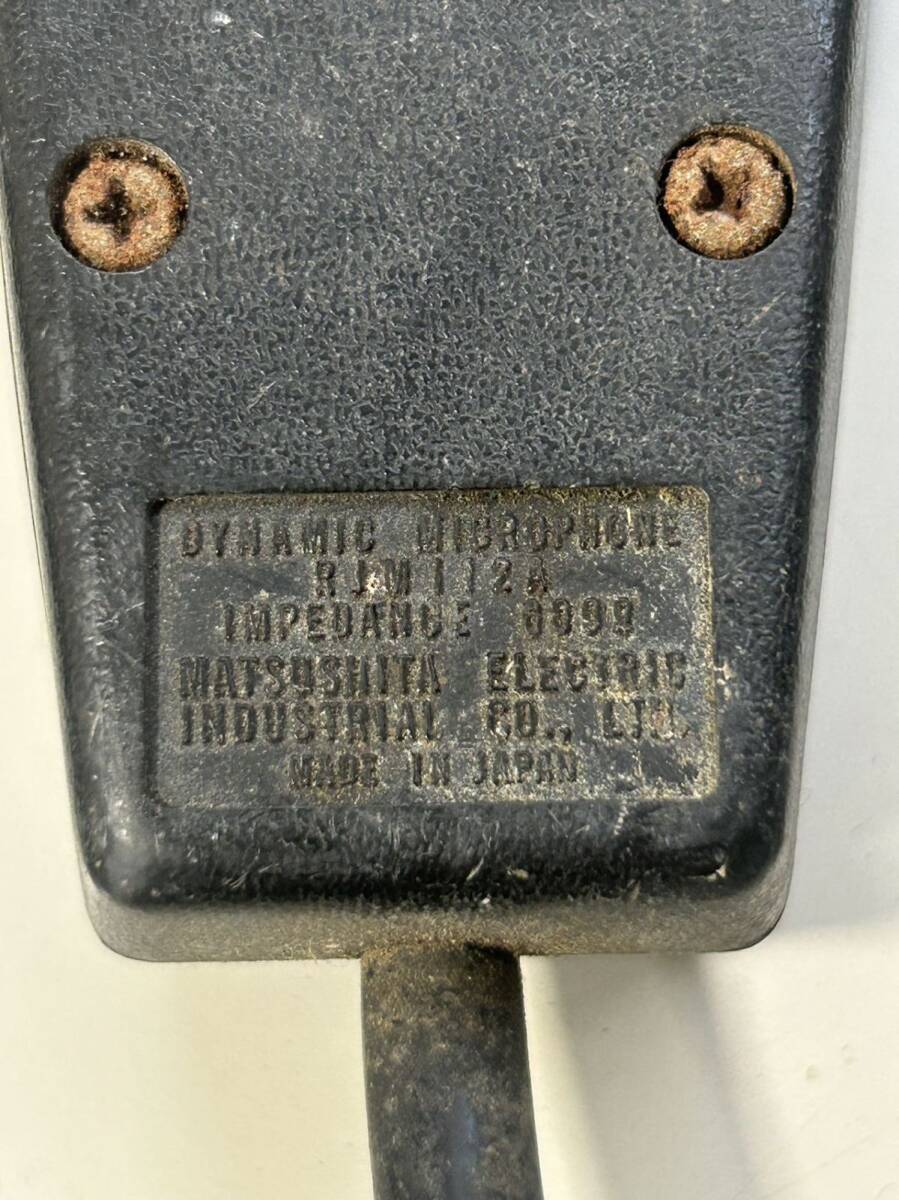 DYNAMIC MICROPHONE
RJM112A
IMPEDANCE
MATSUSHITA ELECTRIC
INDUSTRIAL CO., LTD.
MADE IN JAPAN